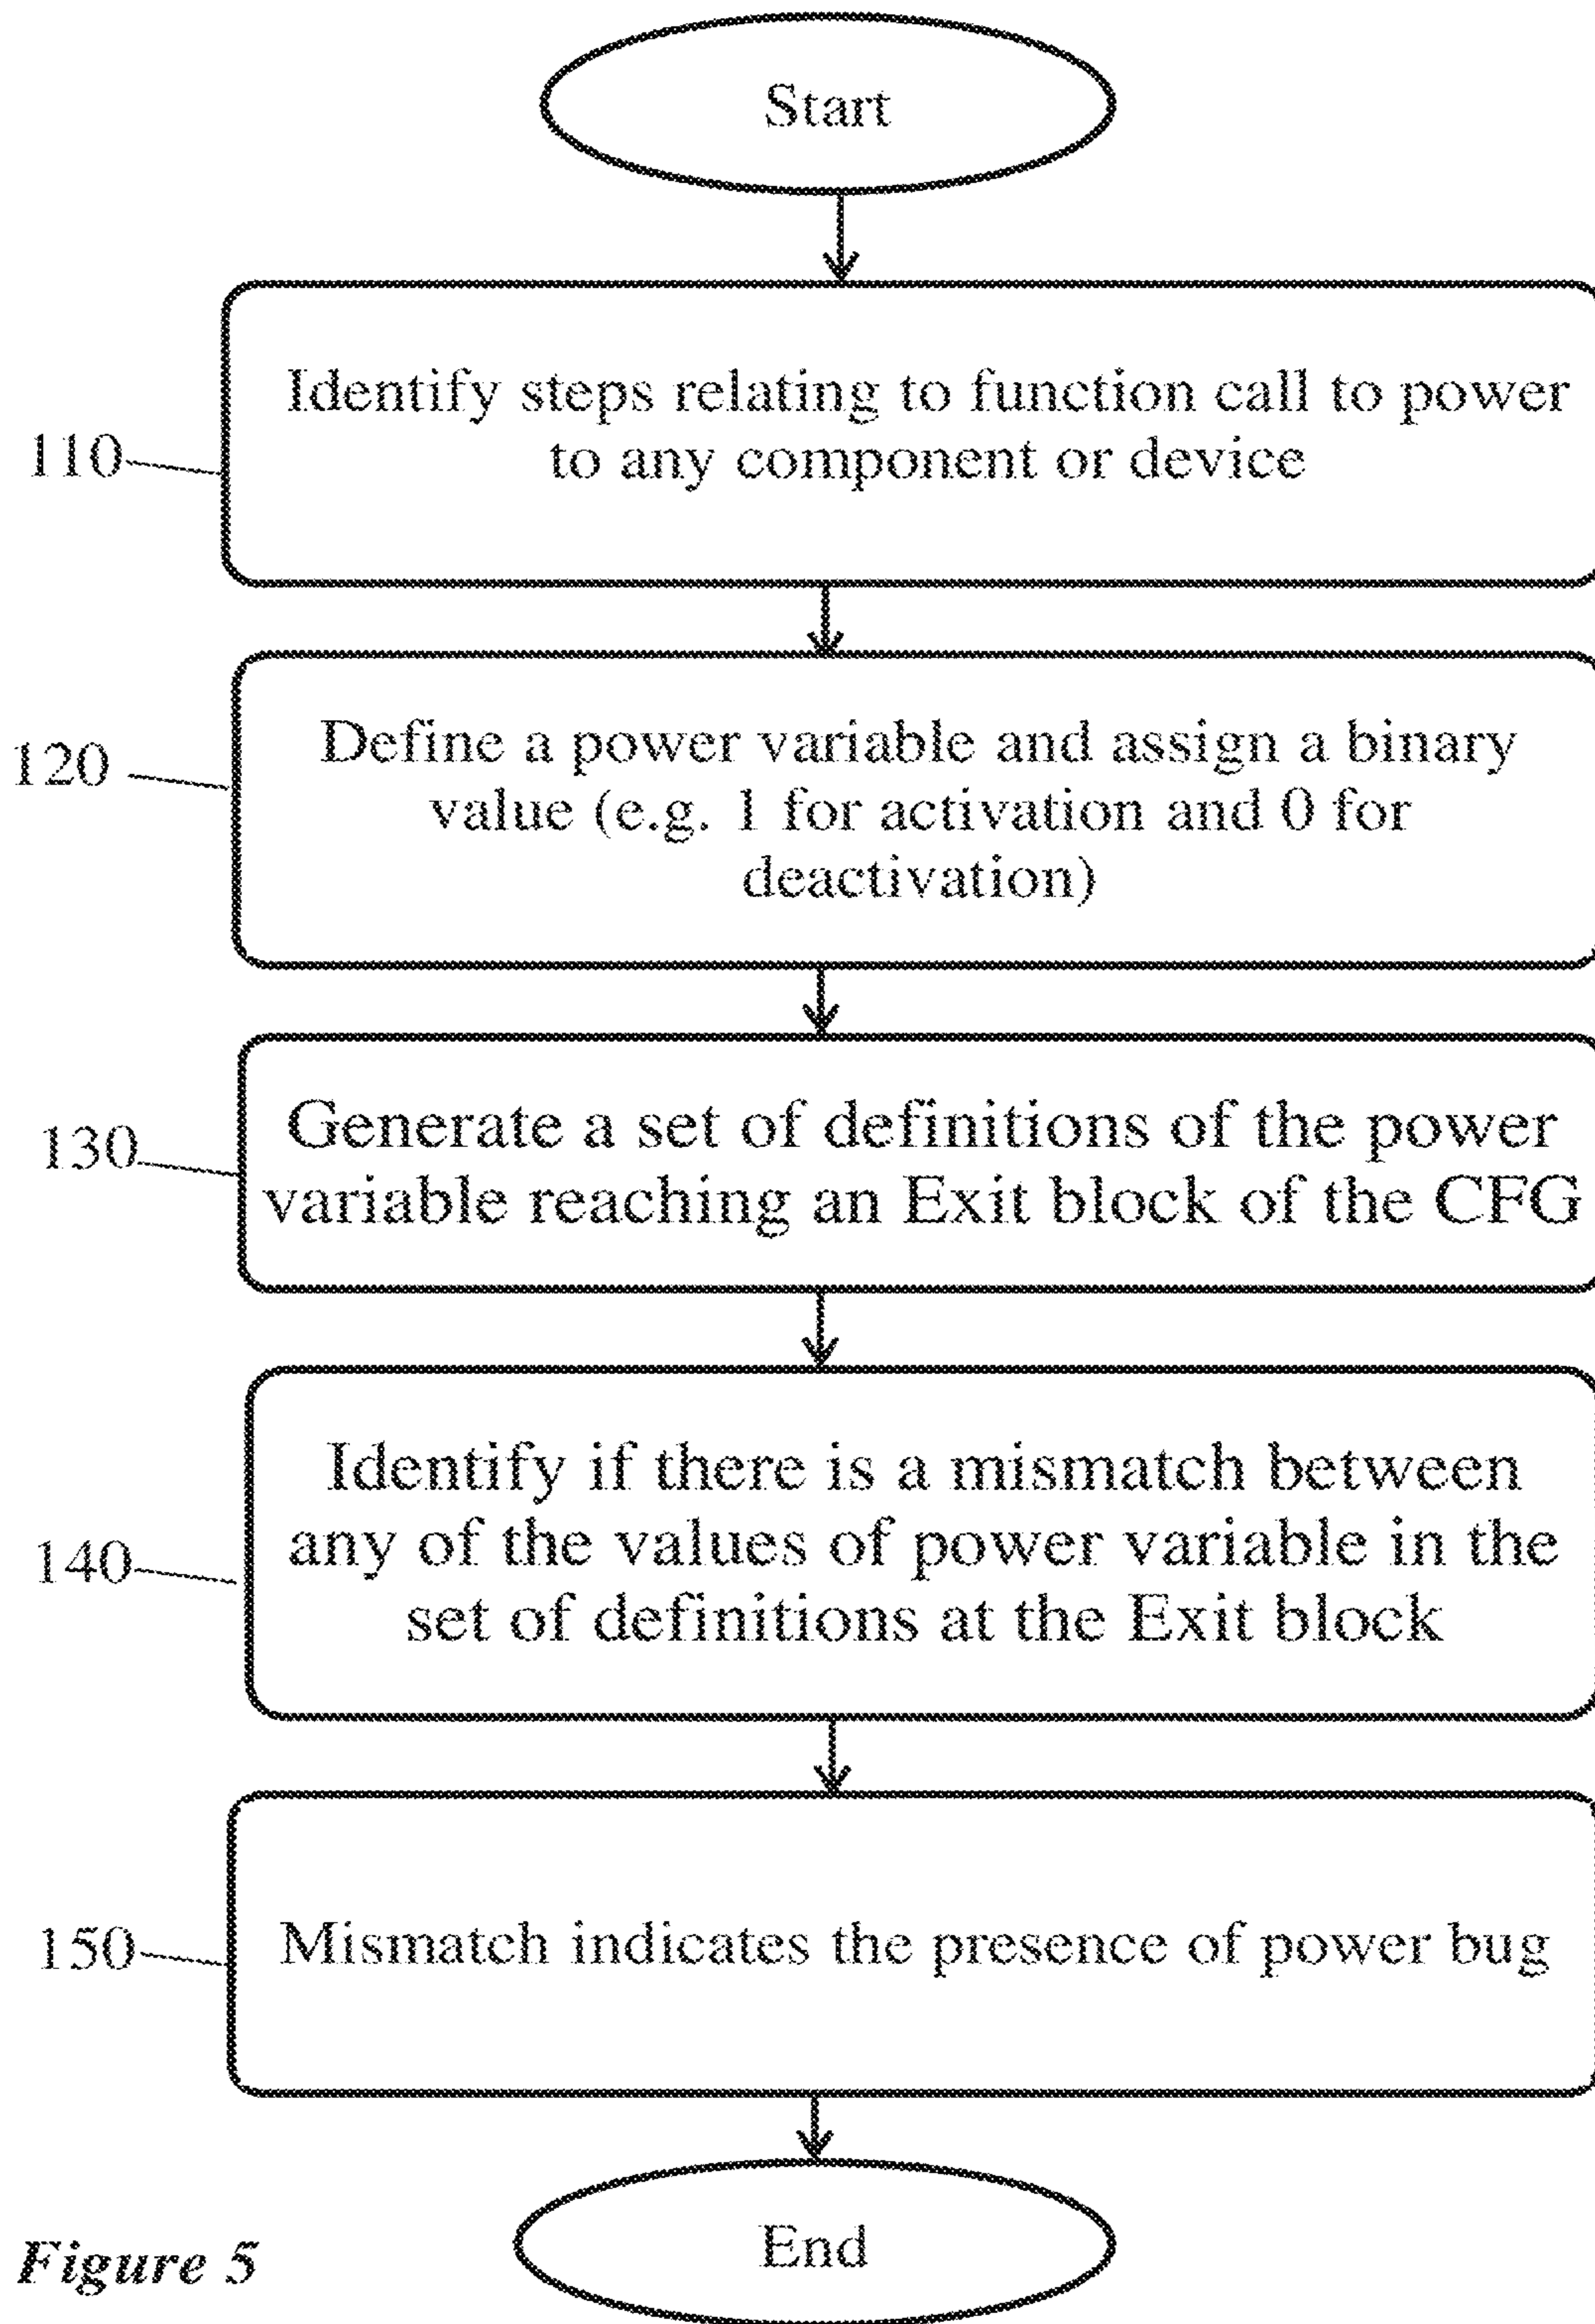 Start
Identify steps relating to function call to power
to any component or device
110
Define a power variable and assign a binary
value (e.g. 1 for activation and 0 for
deactivation)
120
Generate a set of definitions of the power
variable reaching an Exit block of the CFG
130
Identify if there is a mismatch between
any of the values of power variable in the
set of definitions at the Exit block
140
Mismatch indicates the presence of power bug
150
End
Figure 5